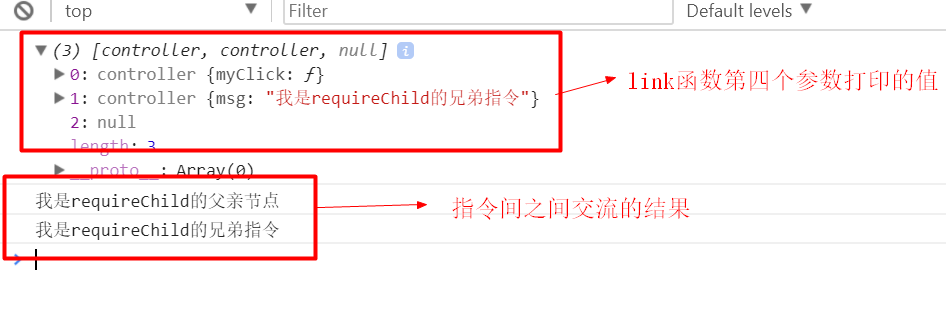 top Filter Default levels
(3) [controller, controller, null] i
0: controller {myClick: ƒ}
1: controller {msg: "我是requireChild的兄弟指令"}
2: null
length: 3
__proto__: Array(0)
link函数第四个参数打印的值
我是requireChild的父亲节点
我是requireChild的兄弟指令
指令间之间交流的结果